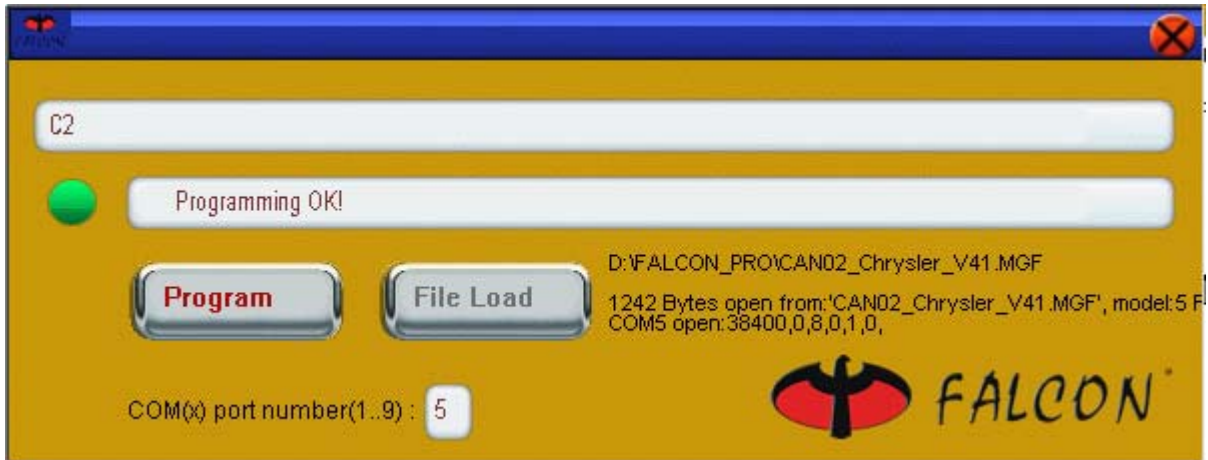 FALCON
C2
Programming OK!
Program
File Load
D:\FALCON_PRO\CAN02_Chrysler_V41.MGF
1242 Bytes open from:'CAN02_Chrysler_V41.MGF', model:5 F
COM5 open:38400,0,8,0,1,0,
COM(x) port number(1..9) : 5
FALCON